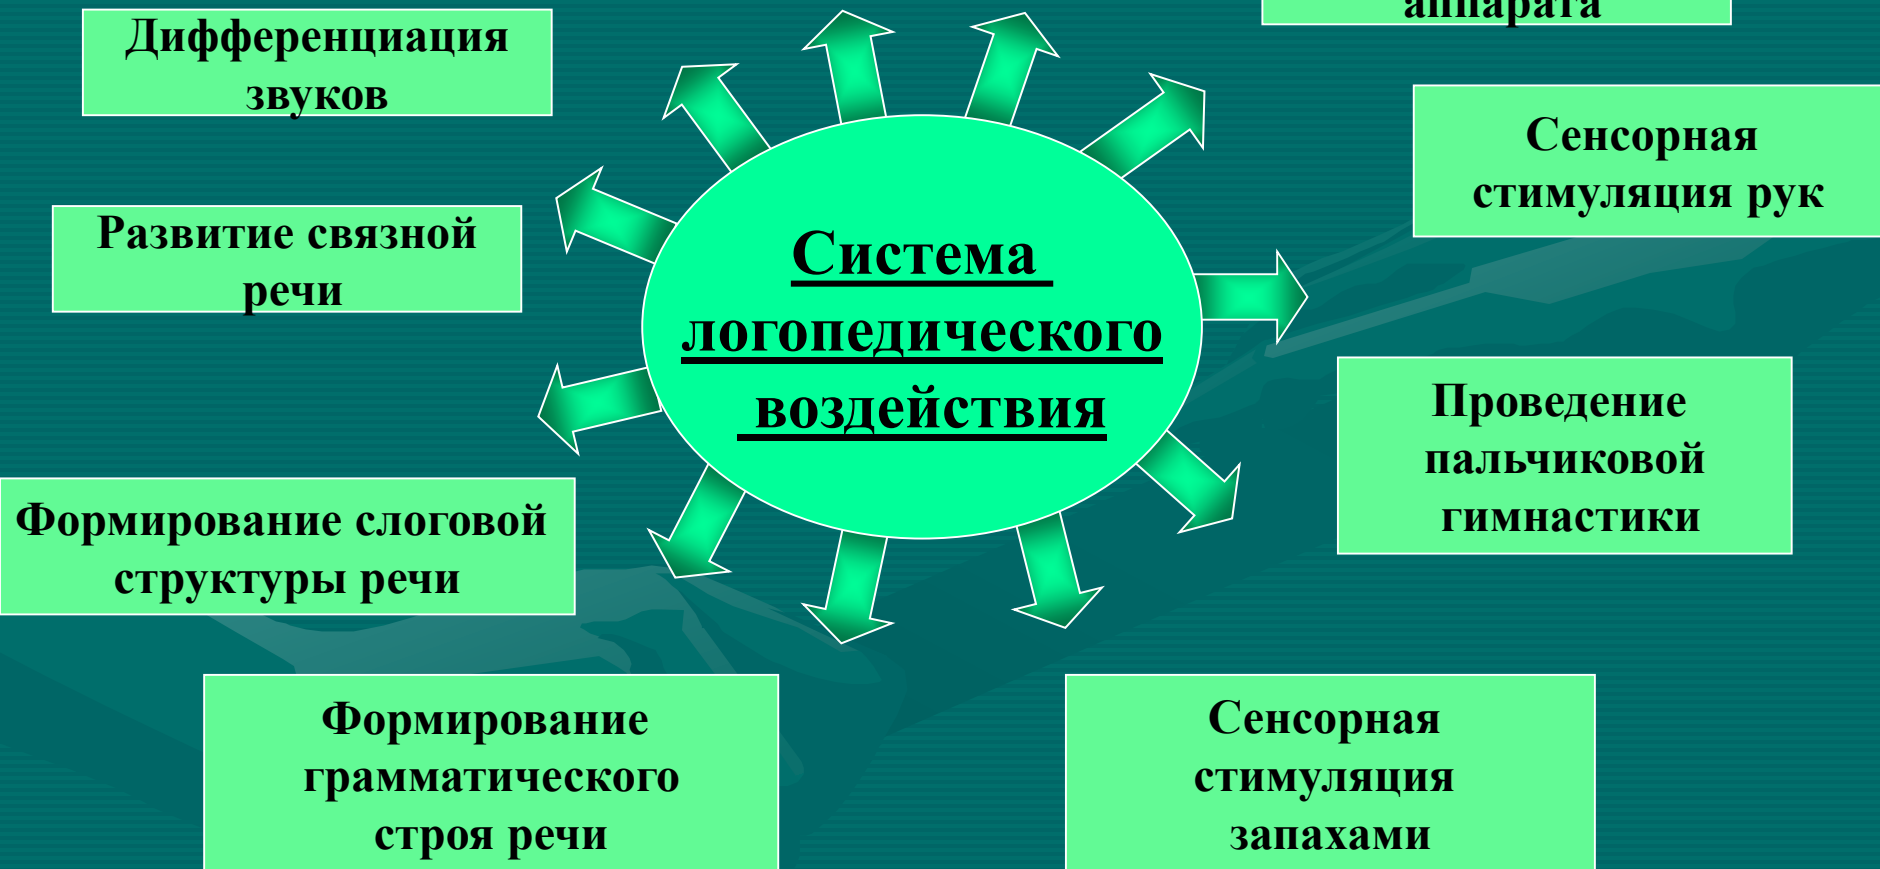 аппарата
Дифференциация
звуков
Сенсорная
стимуляция рук
Развитие связной
речи
Система
логопедического
воздействия
Проведение
пальчиковой
гимнастики
Формирование слоговой
структуры речи
Формирование
грамматического
строя речи
Сенсорная
стимуляция
запахами